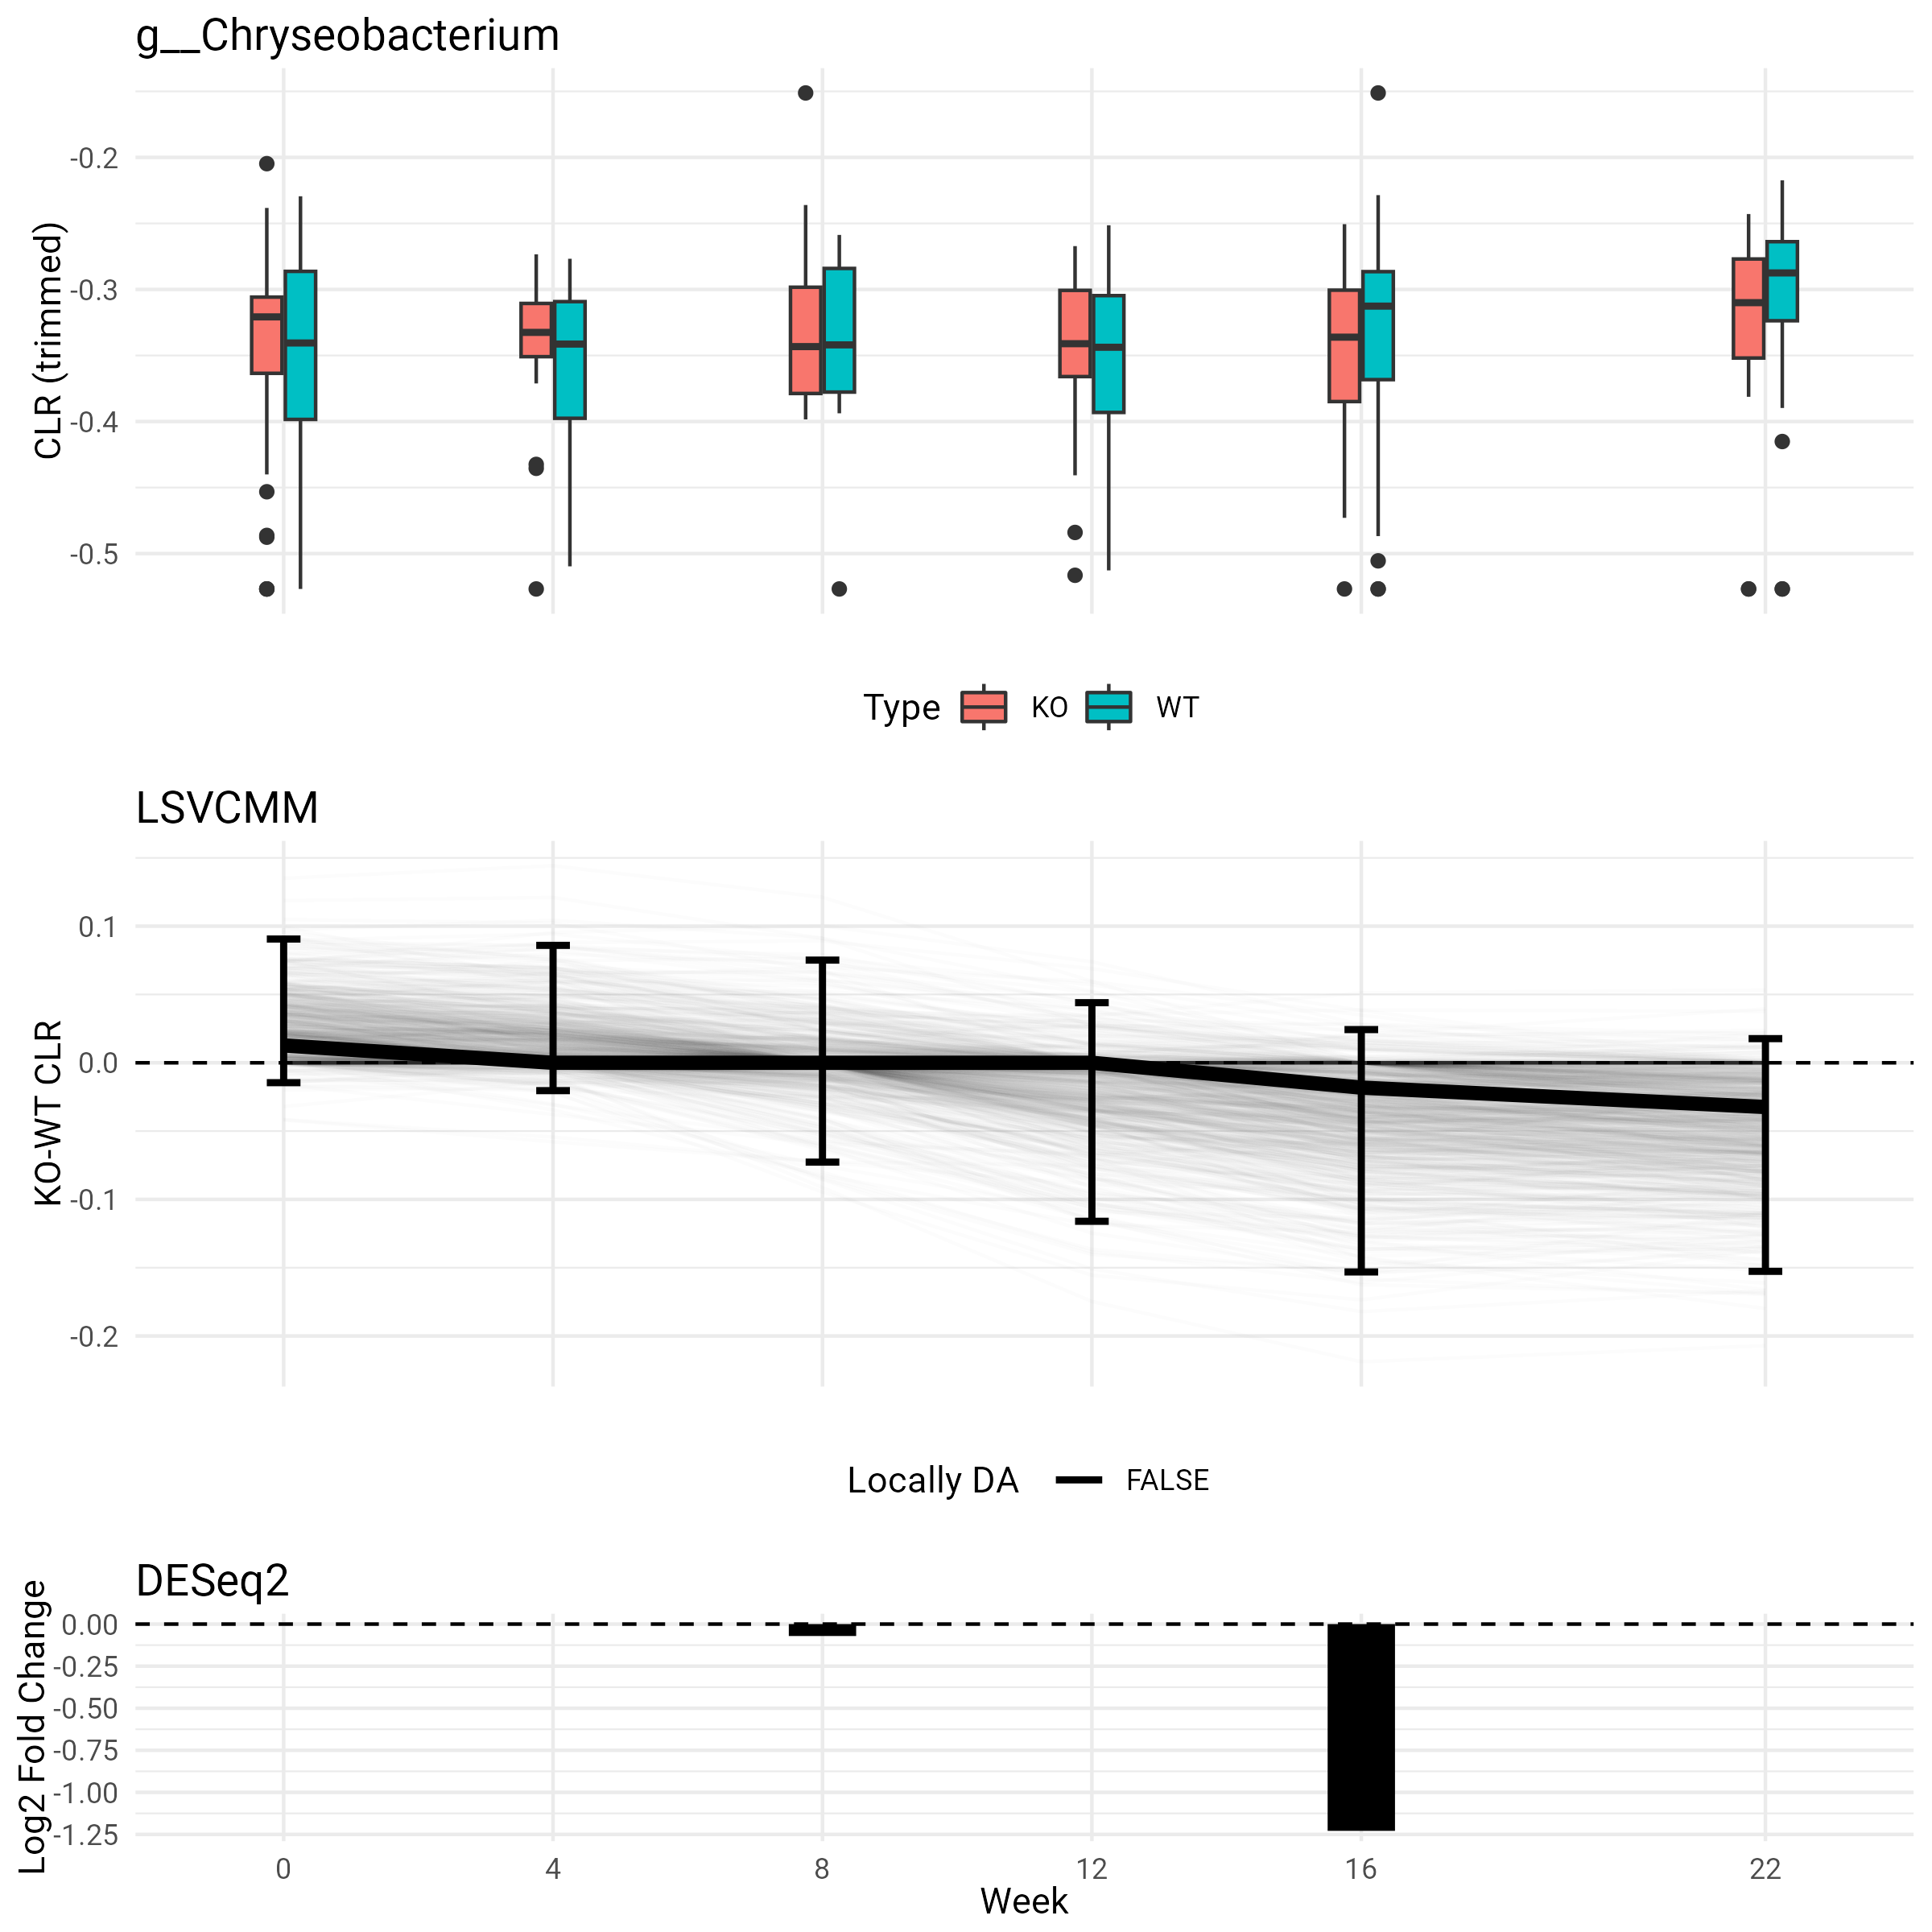 g__Chryseobacterium
CLR (trimmed)
-0.2
-0.3
-0.4
-0.5
Type KO WT
LSVCMM
KO-WT CLR
0.1
0.0
-0.1
-0.2
Locally DA FALSE
DESeq2
Log2 Fold Change
0.00
-0.25
-0.50
-0.75
-1.00
-1.25
0 4 8 12 16 22
Week